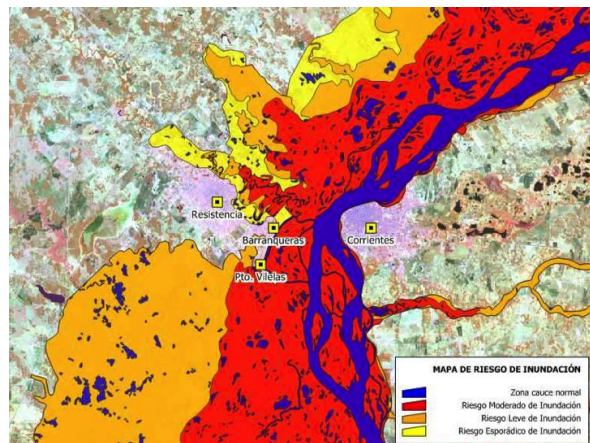 Resistencia
Barranqueras
Corrientes
Pto. Vilelas
MAPA DE RIESGO DE INUNDACIÓN
Zona cauce normal
Riesgo Moderado de Inundación
Riesgo Leve de Inundación
Riesgo Esporádico de Inundación